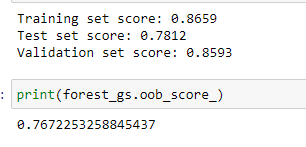 Training set score: 0.8659
Test set score: 0.7812
Validation set score: 0.8593
: print(forest_gs.oob_score_)
0.7672253258845437